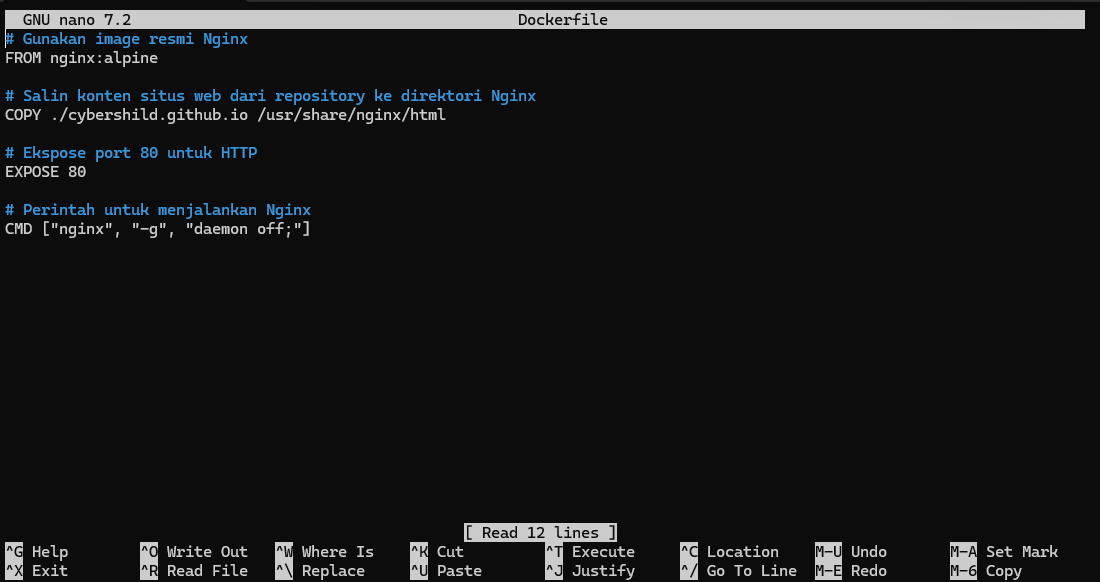 GNU nano 7.2 Dockerfile
# Gunakan image resmi Nginx
FROM nginx:alpine
# Salin konten situs web dari repository ke direktori Nginx
COPY ./cybershild.github.io /usr/share/nginx/html
# Ekspose port 80 untuk HTTP
EXPOSE 80
# Perintah untuk menjalankan Nginx
CMD ["nginx", "-g", "daemon off;"]
[ Read 12 lines ]
^G Help ^O Write Out ^W Where Is ^K Cut ^T Execute ^C Location M-U Undo M-A Set Mark
^X Exit ^R Read File ^\ Replace ^U Paste ^J Justify ^/ Go To Line M-E Redo M-6 Copy